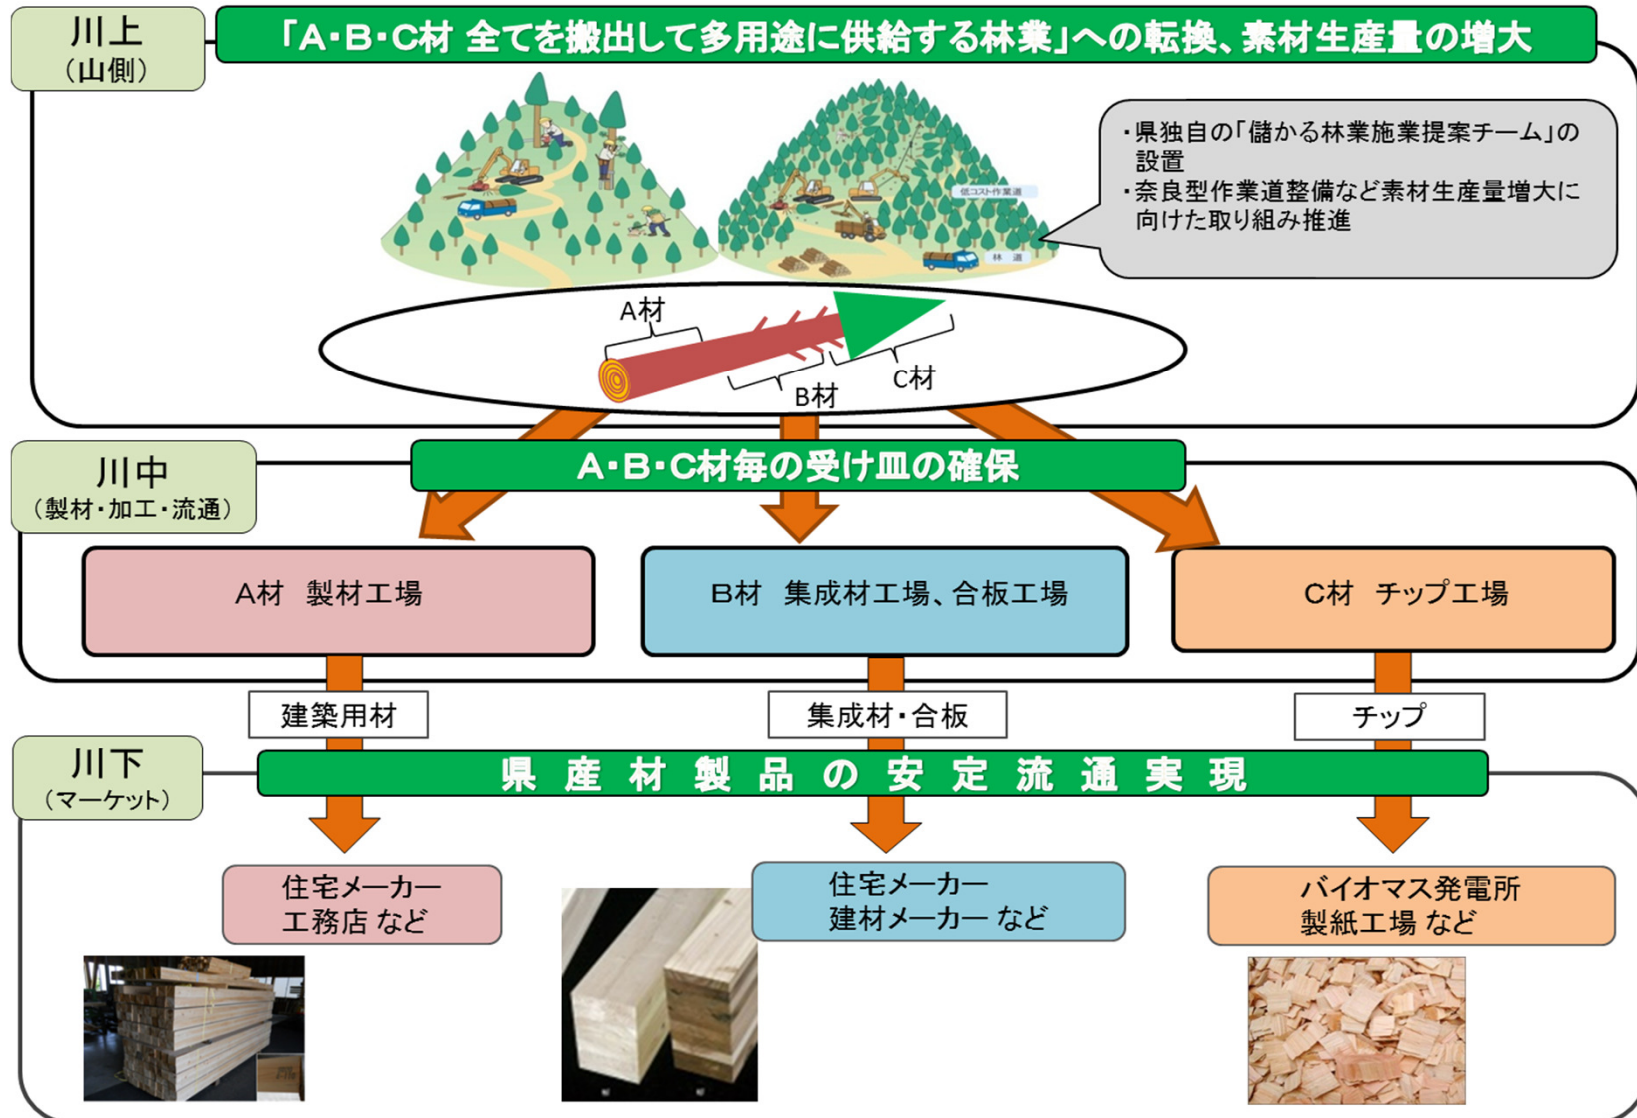 川上
（山側）
「A・B・C材 全てを搬出して多用途に供給する林業」への転換、素材生産量の増大
・県独自の「儲かる林業施業提案チーム」の
設置
・奈良型作業道整備など素材生産量増大に
向けた取り組み推進
低コスト作業道
林 道
A材
B材
C材
川中
（製材・加工・流通）
A・B・C材毎の受け皿の確保
A材 製材工場
B材 集成材工場、合板工場
C材 チップ工場
建築用材
集成材・合板
チップ
川下
（マーケット）
県産材製品の安定流通実現
住宅メーカー
工務店 など
住宅メーカー
建材メーカー など
バイオマス発電所
製紙工場 など